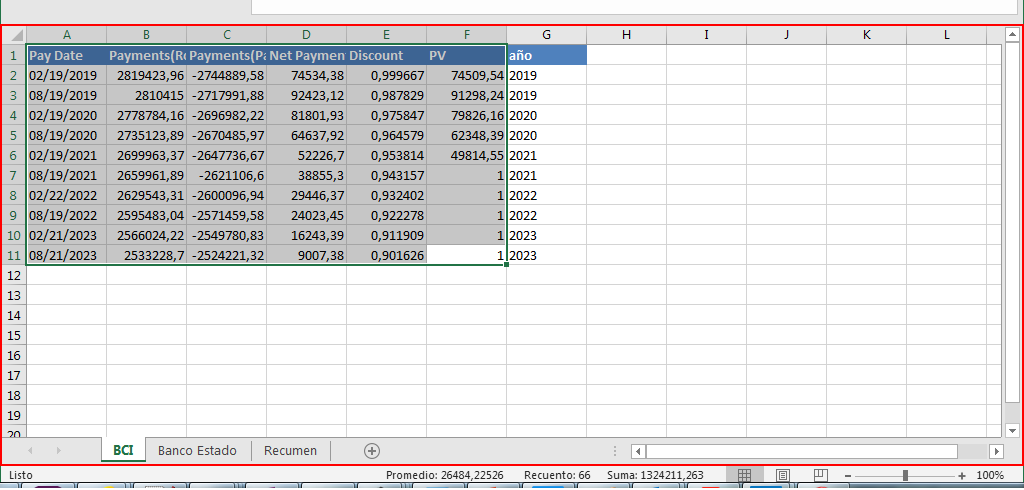 A B C D E F G H I J K L
1 Pay Date Payments(Re Payments(Pa Net Paymen Discount PV año
2 02/19/2019 2819423,96 -2744889,58 74534,38 0,999667 74509,54 2019
3 08/19/2019 2810415 -2717991,88 92423,12 0,987829 91298,24 2019
4 02/19/2020 2778784,16 -2696982,22 81801,93 0,975847 79826,16 2020
5 08/19/2020 2735123,89 -2670485,97 64637,92 0,964579 62348,39 2020
6 02/19/2021 2699963,37 -2647736,67 52226,7 0,953814 49814,55 2021
7 08/19/2021 2659961,89 -2621106,6 38855,3 0,943157 1 2021
8 02/22/2022 2629543,31 -2600096,94 29446,37 0,932402 1 2022
9 08/19/2022 2595483,04 -2571459,58 24023,45 0,922278 1 2022
10 02/21/2023 2566024,22 -2549780,83 16243,39 0,911909 1 2023
11 08/21/2023 2533228,7 -2524221,32 9007,38 0,901626 1 2023
12
13
14
15
16
17
18
19
20
BCI Banco Estado Recumen
Listo Promedio: 26484,22526 Recuento: 66 Suma: 1324211,263 100%